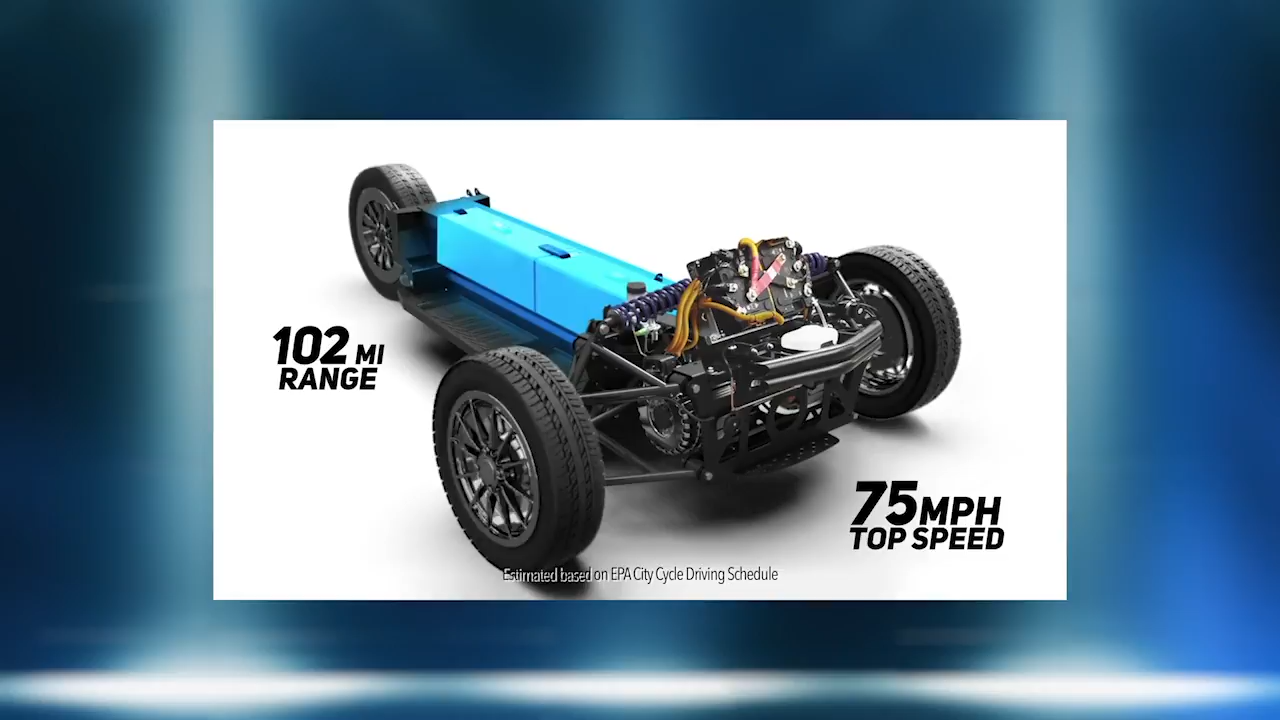 102 MI
RANGE
75 MPH
TOP SPEED
Estimated based on EPA City Cycle Driving Schedule